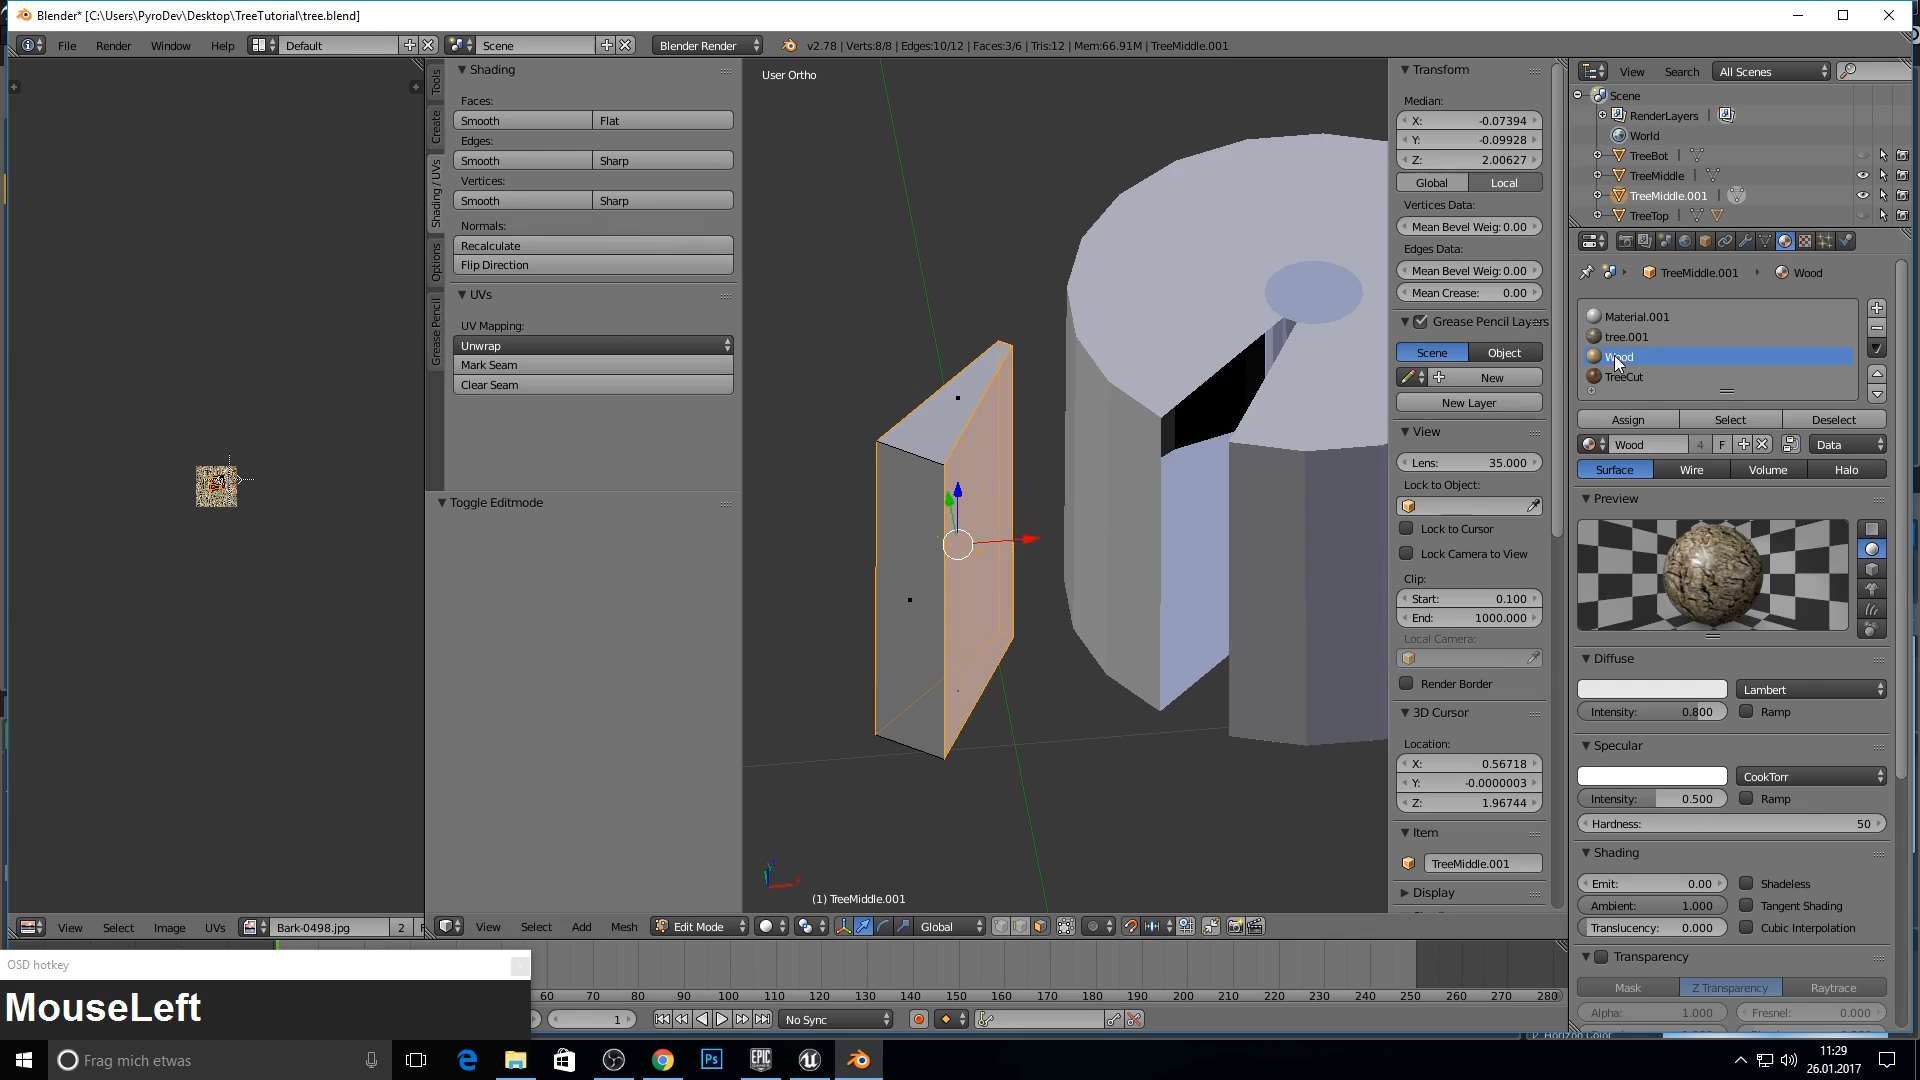 Blender* [C:\Users\PyroDev\Desktop\TreeTutorial\tree.blend]
File Render Window Help Default Scene Blender Render v2.78 | Verts:8/8 | Edges:10/12 | Faces:3/6 | Tris:12 | Mem:66.91M | TreeMiddle.001
Tools
Create
Shading / UVs
Options
Grease Pencil
Shading
Faces:
Smooth Flat
Edges:
Smooth Sharp
Vertices:
Smooth Sharp
Normals:
Recalculate
Flip Direction
UVs
UV Mapping:
Unwrap
Mark Seam
Clear Seam
Toggle Editmode
User Ortho
(1) TreeMiddle.001
Transform
Median:
X: -0.07394
Y: -0.09928
Z: 2.00627
Global Local
Vertices Data:
Mean Bevel Weig: 0.00
Edges Data:
Mean Bevel Weig: 0.00
Mean Crease: 0.00
Grease Pencil Layers
Scene Object
New
New Layer
View
Lens: 35.000
Lock to Object:
Lock to Cursor
Lock Camera to View
Clip:
Start: 0.100
End: 1000.000
Local Camera:
Render Border
3D Cursor
Location:
X: 0.56718
Y: -0.0000003
Z: 1.96744
Item
TreeMiddle.001
Display
View Search All Scenes
Scene
RenderLayers
World
TreeBot
TreeMiddle
TreeMiddle.001
TreeTop
TreeMiddle.001 Wood
Material.001
tree.001
Wood
TreeCut
Assign Select Deselect
Wood 4 F Data
Surface Wire Volume Halo
Preview
Diffuse
Lambert
Intensity: 0.800 Ramp
Specular
CookTorr
Intensity: 0.500 Ramp
Hardness: 50
Shading
Emit: 0.00 Shadeless
Ambient: 1.000 Tangent Shading
Translucency: 0.000 Cubic Interpolation
Transparency
Mask Z Transparency Raytrace
Alpha: 1.000 Fresnel: 0.000
Horizon Color
View Select Image UVs Bark-0498.jpg 2 F
View Select Add Mesh Edit Mode Global
OSD hotkey
MouseLeft
60 70 80 90 100 110 120 130 140 150 160 170 180 190 200 210 220 230 240 250 260 270 280
1 No Sync
Frag mich etwas
Ps
EPIC
11:29
26.01.2017